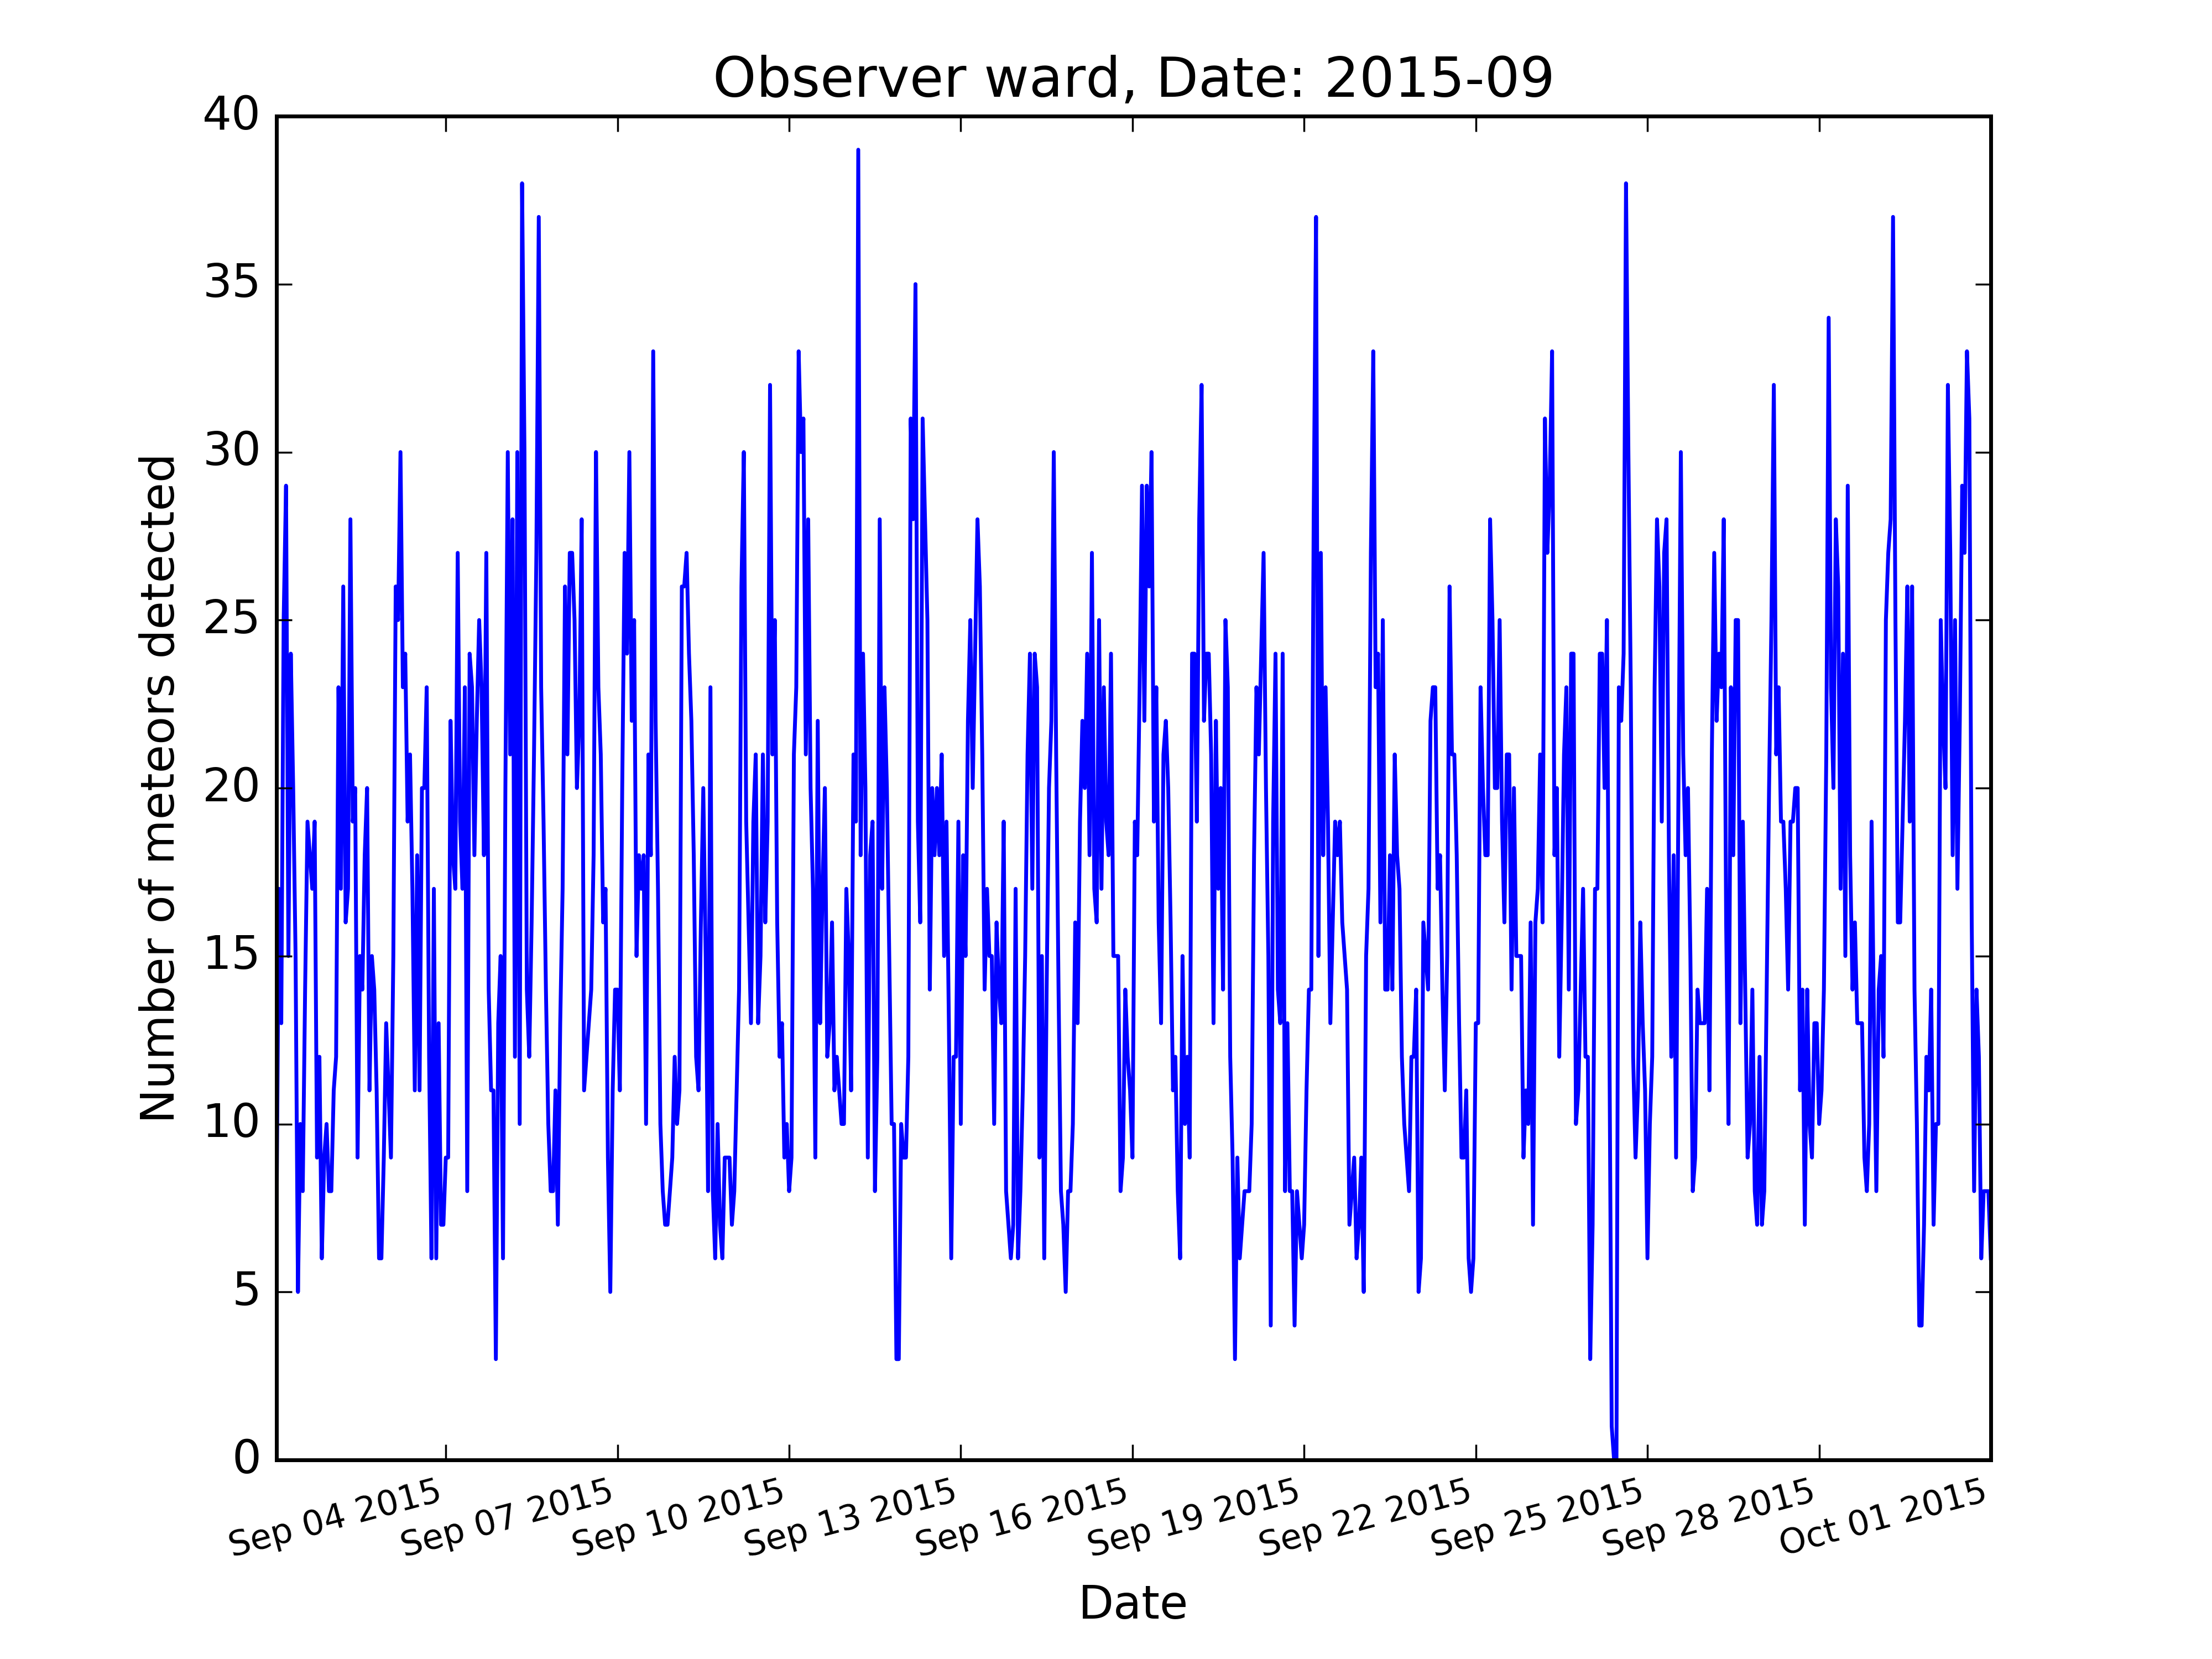 Observer ward, Date: 2015-09
40
35
30
25
20
15
10
5
0
Number of meteors detected
Sep 04 2015
Sep 07 2015
Sep 10 2015
Sep 13 2015
Sep 16 2015
Sep 19 2015
Sep 22 2015
Sep 25 2015
Sep 28 2015
Oct 01 2015
Date